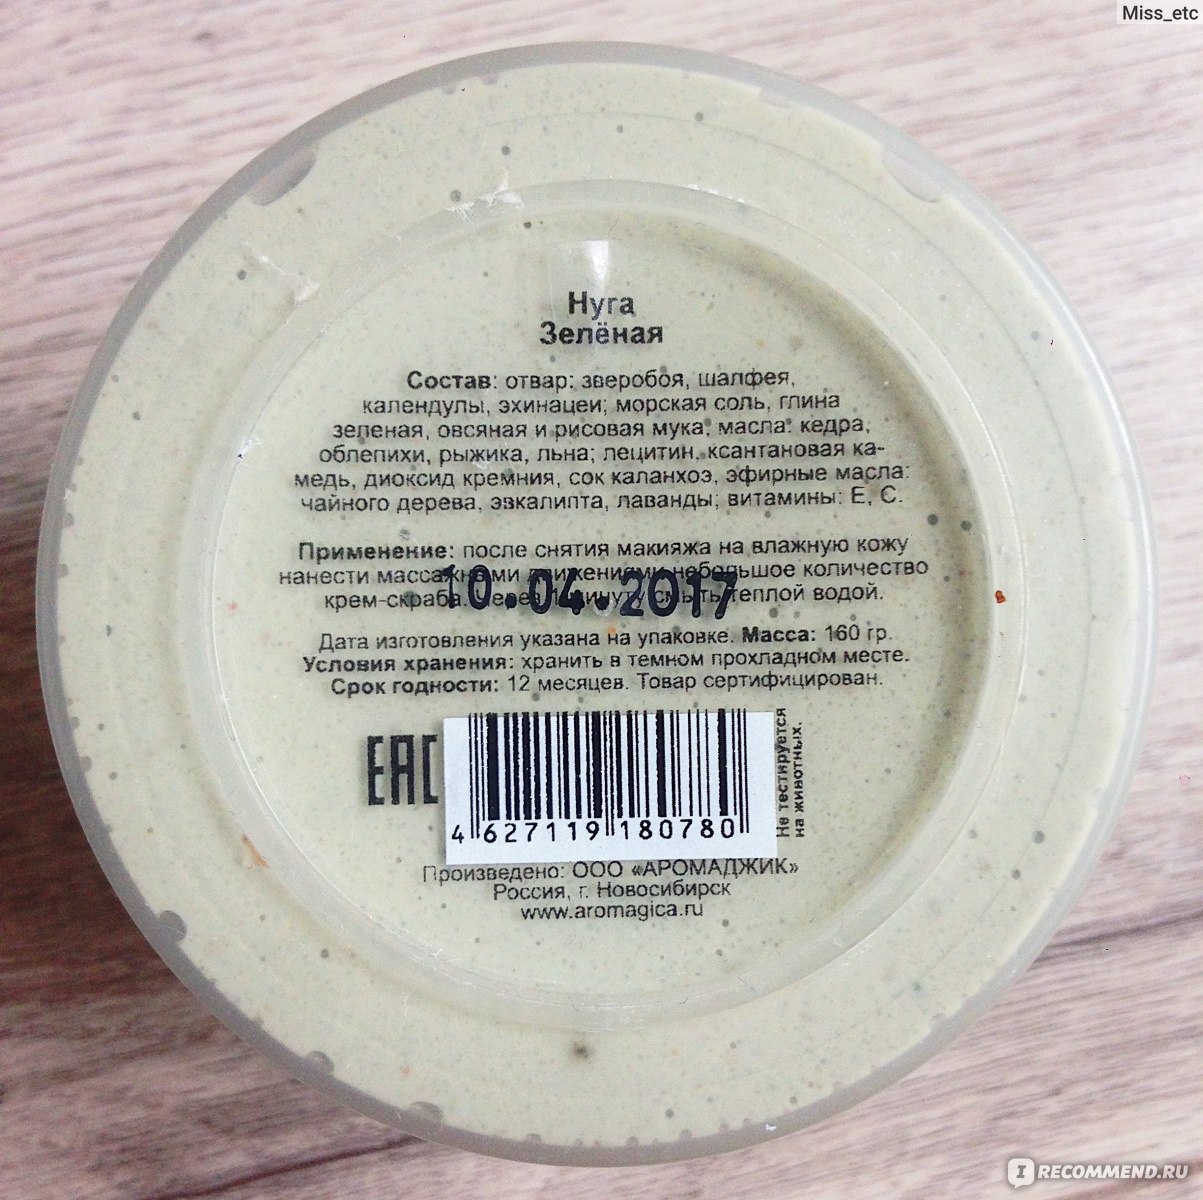 Miss_etc
Нуга
Зелёная
Состав: отвар: зверобоя, шалфея,
календулы, эхинацеи; морская соль, глина
зеленая, овсяная и рисовая мука; масла: кедра,
облепихи, рыжика, льна; лецитин, ксантановая ка-
медь, диоксид кремния, сок каланхоэ, эфирные масла:
чайного дерева, эвкалипта, лаванды; витамины: Е, С.
Применение: после снятия макияжа на влажную кожу
нанести массажными движениями небольшое количество
крем-скраба. Через 1 минуту смыть теплой водой.
10.04.2017
Дата изготовления указана на упаковке. Масса: 160 гр.
Условия хранения: хранить в темном прохладном месте.
Срок годности: 12 месяцев. Товар сертифицирован.
EAC
4 627119 180780
Не тестируется
на животных.
Произведено: ООО «АРОМАДЖИК»
Россия, г. Новосибирск
www.aromagica.ru
I RECOMMEND.RU